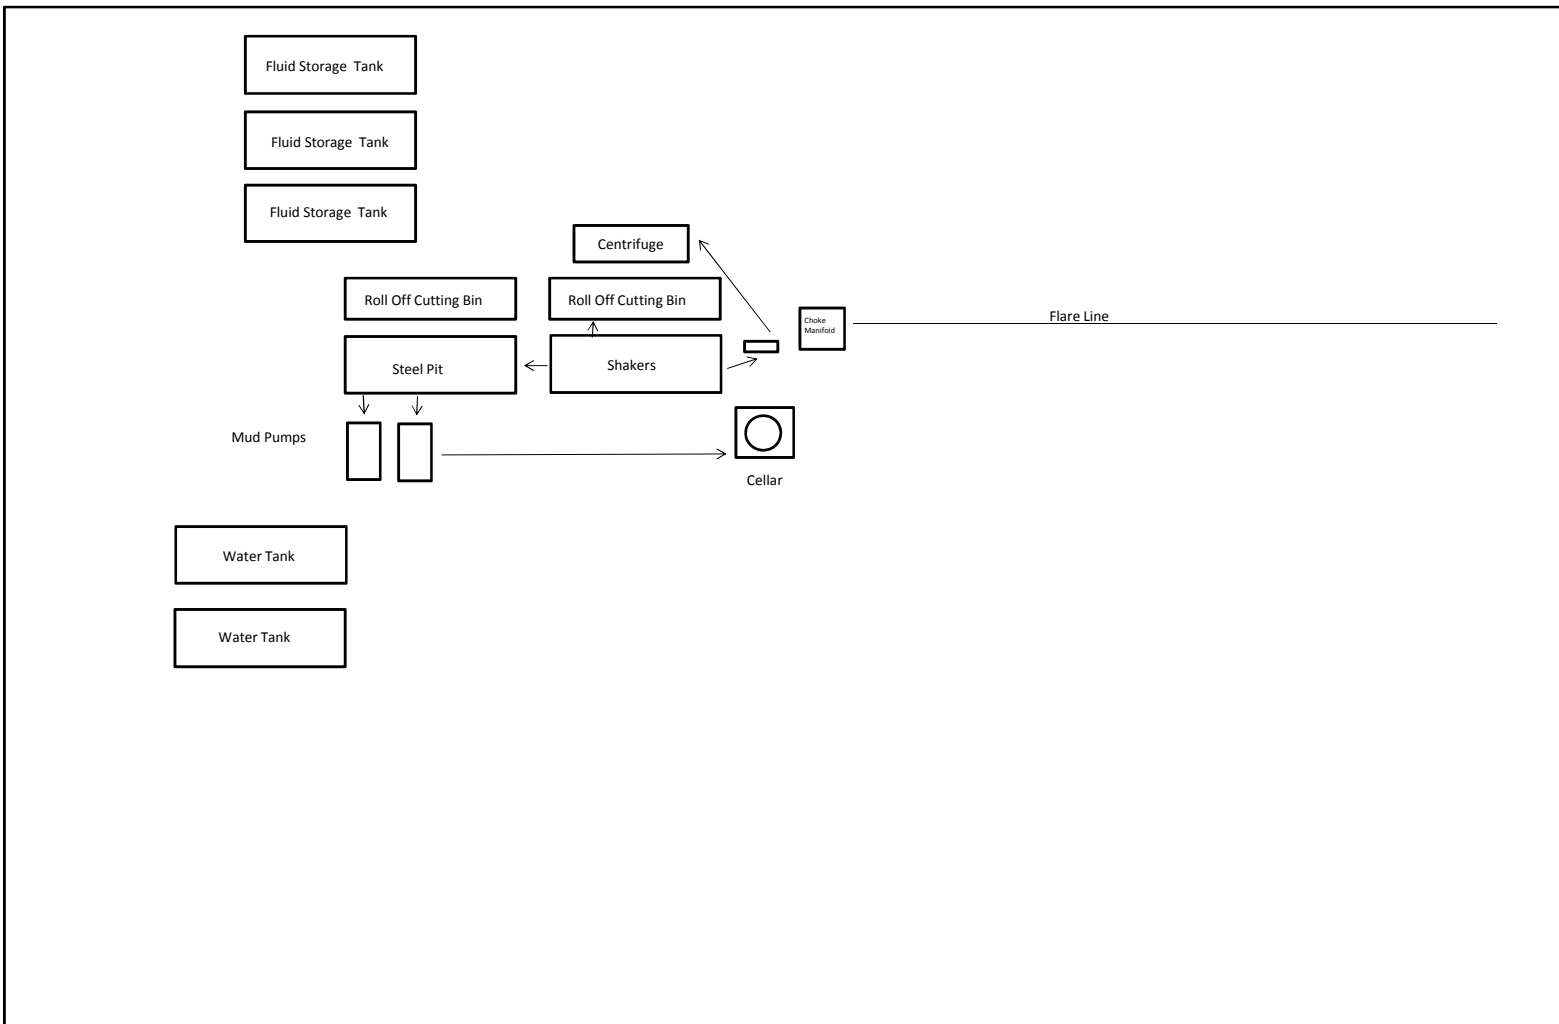 Fluid Storage  Tank
Fluid Storage  Tank
Fluid Storage  Tank
Centrifuge
Roll Off Cutting Bin
Roll Off Cutting Bin
Choke
Manifold
Flare Line
Steel Pit
Shakers
Mud Pumps
Cellar
Water Tank
Water Tank